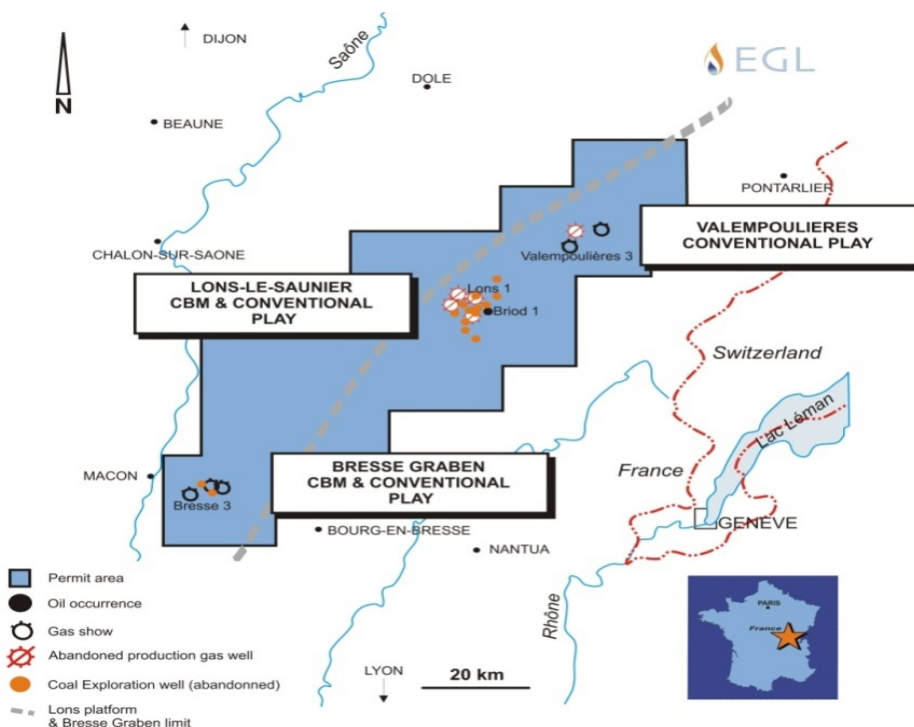 DIJON
Saône
EGL
DOLE
N
BEAUNE
PONTARLIER
VALEMPOULIERES
CONVENTIONAL PLAY
CHALON-SUR-SAONE
Valempoulières 3
LONS-LE-SAUNIER
CBM & CONVENTIONAL
PLAY
Lons 1
Briod 1
Switzerland
Lac Léman
France
MACON
BRESSE GRABEN
CBM & CONVENTIONAL
PLAY
Bresse 3
BOURG-EN-BRESSE
GENEVE
NANTUA
Permit area
Oil occurrence
Gas show
Abandoned production gas well
Coal Exploration well (abandonned)
Lons platform
& Bresse Graben limit
Rhône
LYON
20 km
PARIS
France